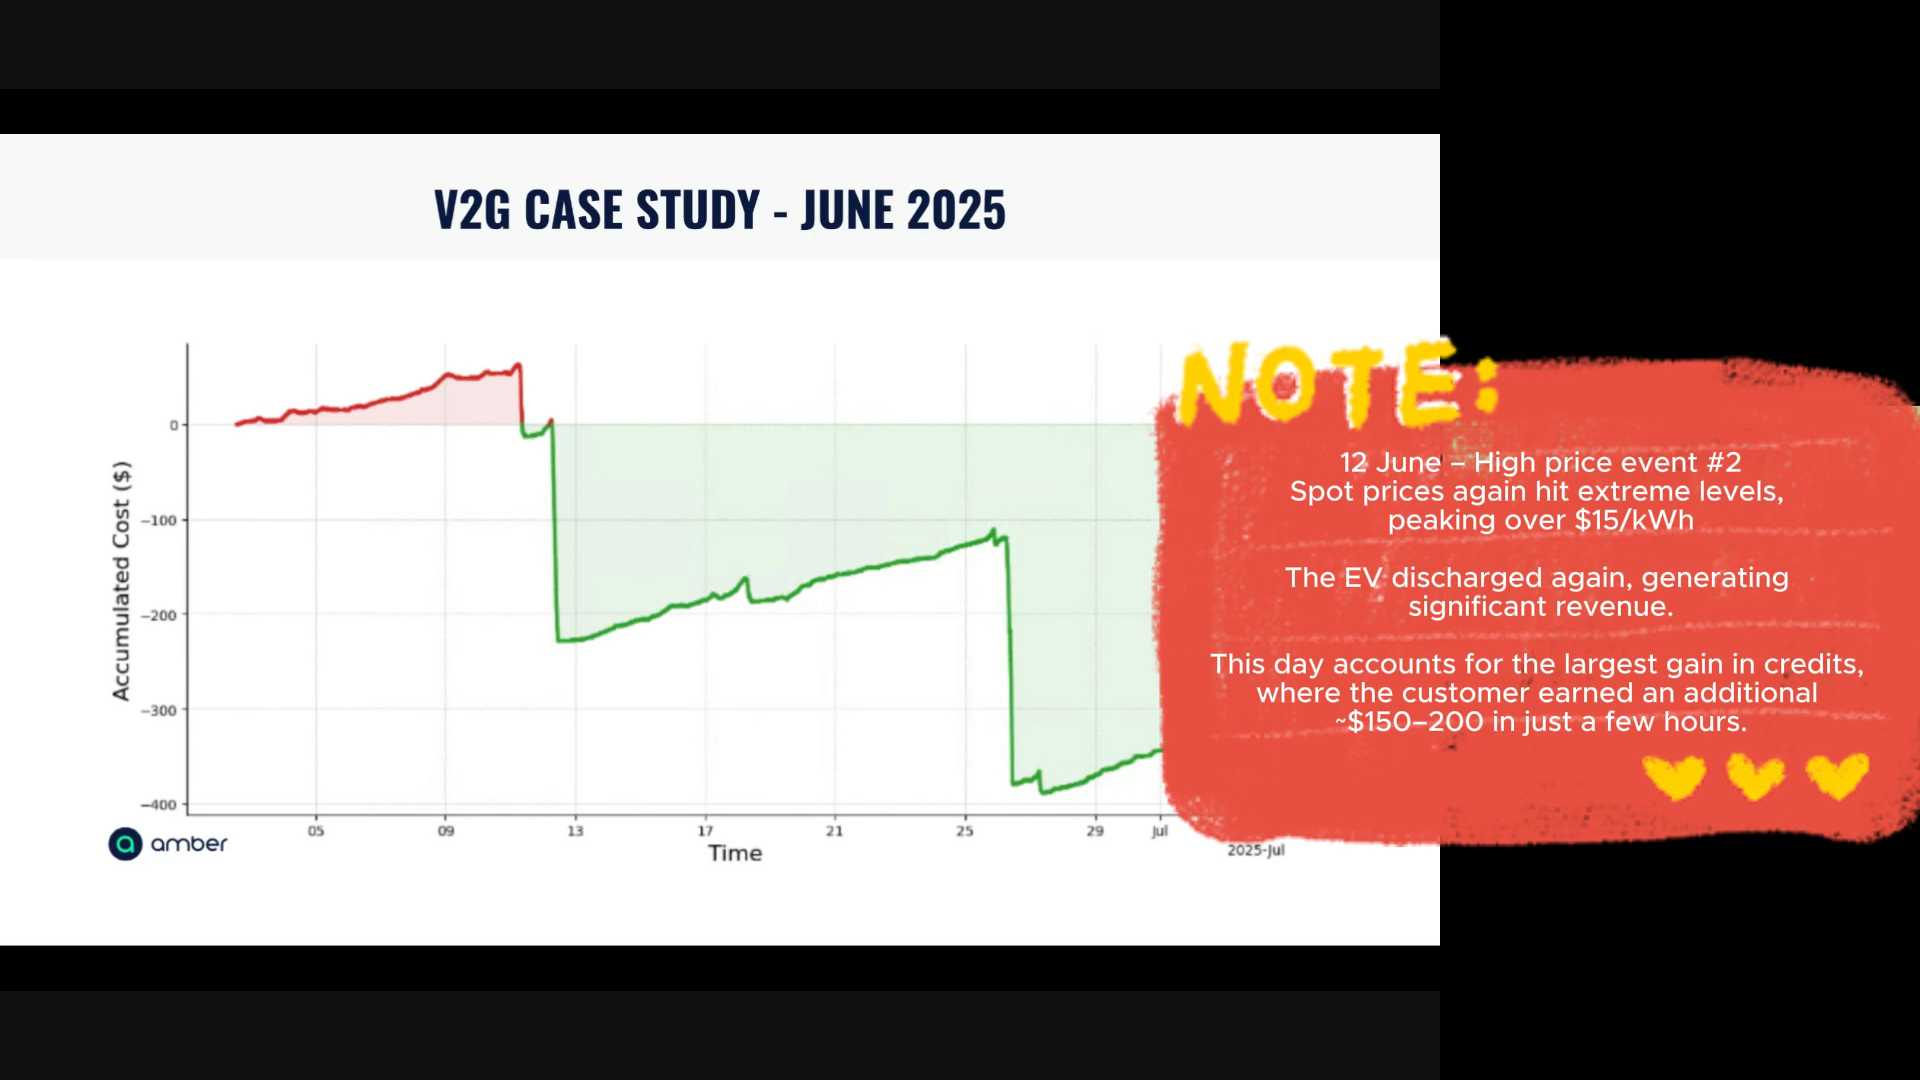 V2G CASE STUDY - JUNE 2025
NOTE:
12 June – High price event #2
Spot prices again hit extreme levels,
peaking over $15/kWh
The EV discharged again, generating
significant revenue.
This day accounts for the largest gain in credits,
where the customer earned an additional
~$150–200 in just a few hours.
Accumulated Cost ($)
0
−100
−200
−300
−400
05
09
13
17
21
25
29
Jul
Time
2025-Jul
amber